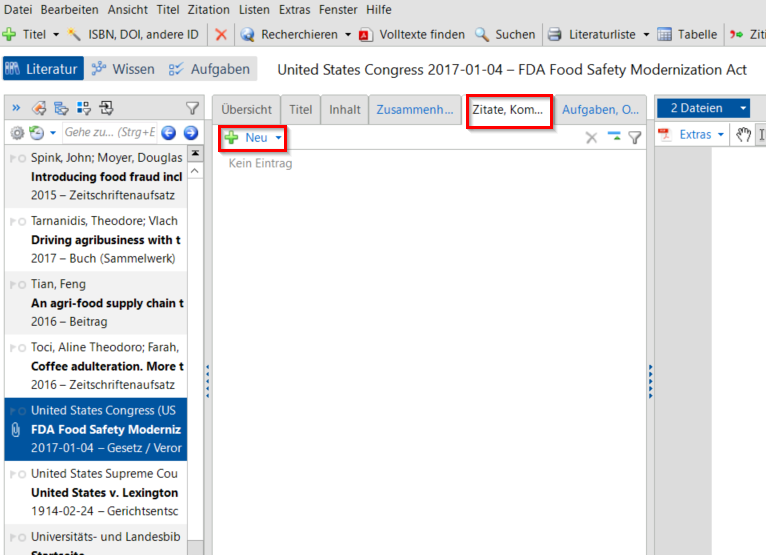 Datei Bearbeiten Ansicht Titel Zitation Listen Extras Fenster Hilfe
Titel ISBN, DOI, andere ID Recherchieren Volltexte finden Suchen Literaturliste Tabelle Ziti
Literatur Wissen Aufgaben United States Congress 2017-01-04 – FDA Food Safety Modernization Act
Übersicht Titel Inhalt Zusammenh... Zitate, Kom... Aufgaben, O... 2 Dateien
Gehe zu... (Strg+E Neu Extras
Kein Eintrag
Spink, John; Moyer, Douglas
Introducing food fraud incl
2015 – Zeitschriftenaufsatz
Tarnanidis, Theodore; Vlach
Driving agribusiness with t
2017 – Buch (Sammelwerk)
Tian, Feng
An agri-food supply chain t
2016 – Beitrag
Toci, Aline Theodoro; Farah,
Coffee adulteration. More t
2016 – Zeitschriftenaufsatz
United States Congress (US
FDA Food Safety Moderniz
2017-01-04 – Gesetz / Veror
United States Supreme Cou
United States v. Lexington
1914-02-24 – Gerichtsentsc
Universitäts- und Landesbib
Startseite